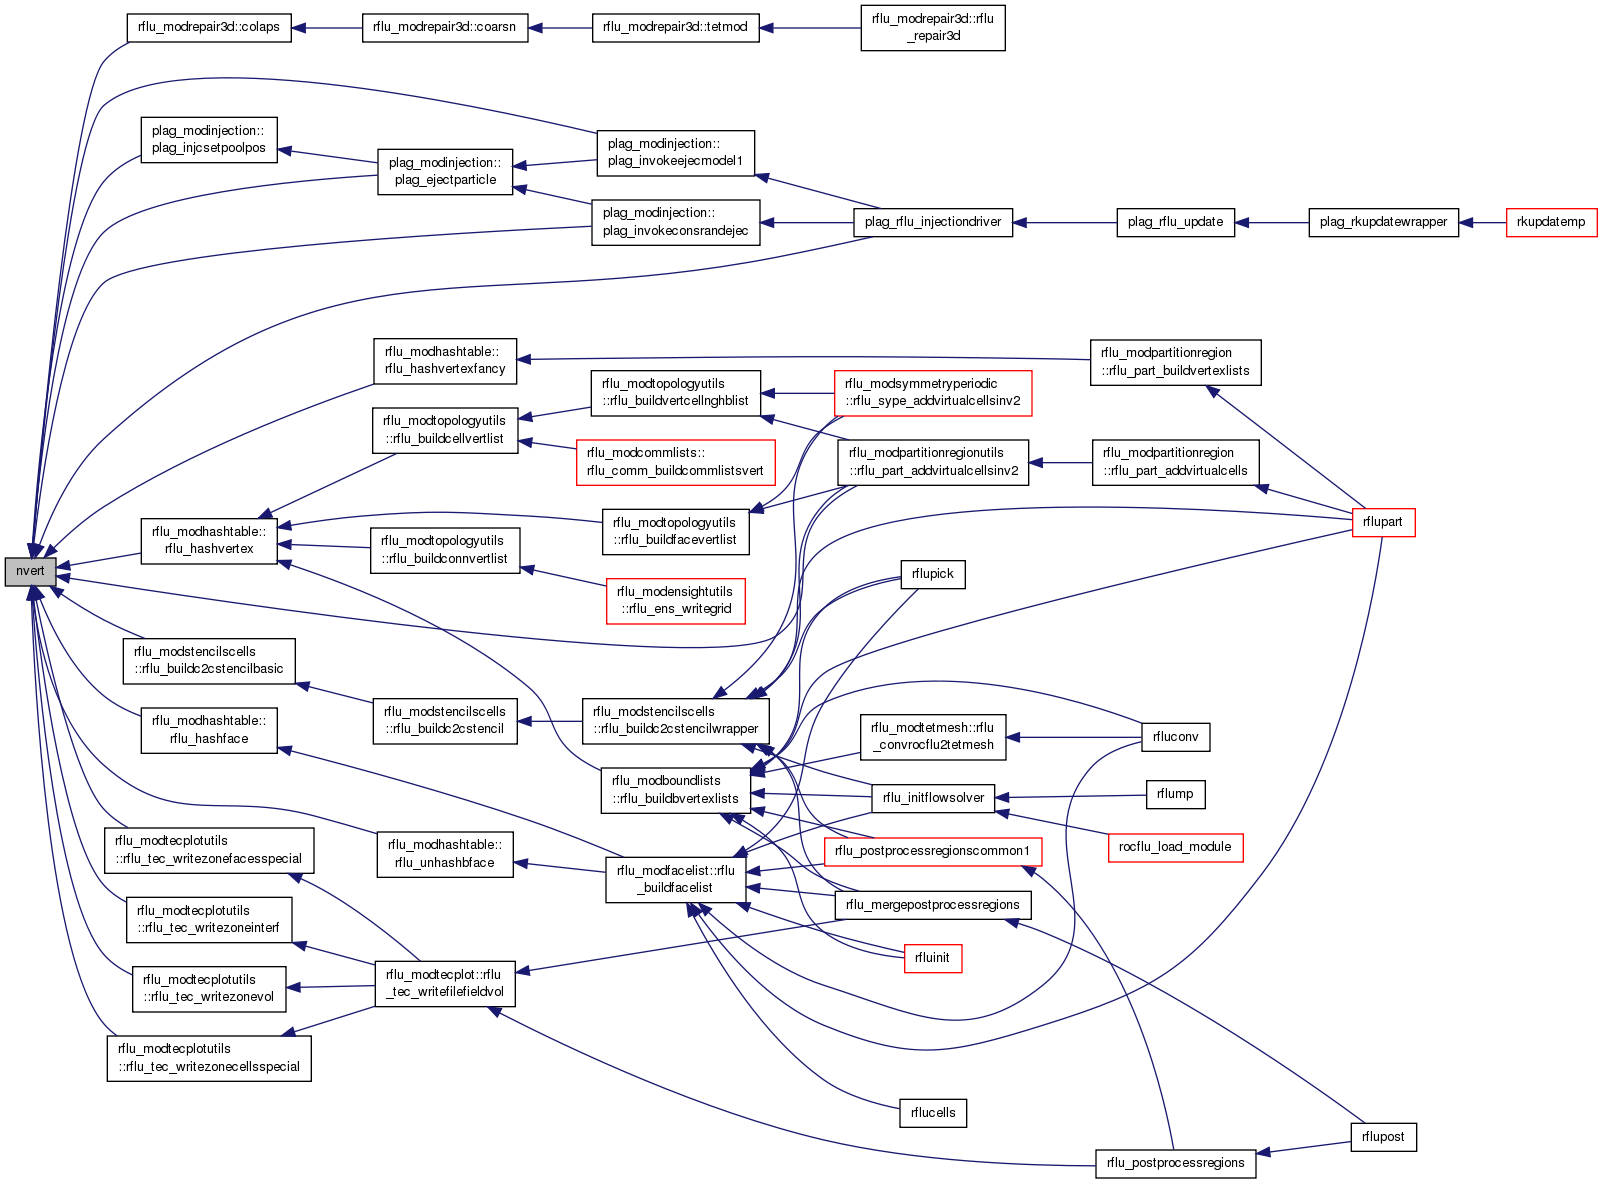 rflu_modrepair3d::colaps
rflu_modrepair3d::coarsn
rflu_modrepair3d::tetmod
rflu_modrepair3d::rflu
_repair3d
plag_modinjection::
plag_injcsetpoolpos
plag_modinjection::
plag_ejectparticle
plag_modinjection::
plag_invokeejecmodel1
plag_modinjection::
plag_invokeconsrandejec
plag_rflu_injectiondriver
plag_rflu_update
plag_rkupdatewrapper
rkupdatemp
rflu_modhashtable::
rflu_hashvertexfancy
rflu_modpartitionregion
::rflu_part_buildvertexlists
rflu_modtopologyutils
::rflu_buildvertcellnghblist
rflu_modsymmetryperiodic
::rflu_sype_addvirtualcellsinv2
rflu_modtopologyutils
::rflu_buildcellvertlist
rflu_modcommlists::
rflu_comm_buildcommlistsvert
rflu_modpartitionregionutils
::rflu_part_addvirtualcellsinv2
rflu_modpartitionregion
::rflu_part_addvirtualcells
rflu_modhashtable::
rflu_hashvertex
rflu_modtopologyutils
::rflu_buildfacevertlist
rflupart
rflu_modtopologyutils
::rflu_buildconnvertlist
nvert
rflupick
rflu_modensightutils
::rflu_ens_writegrid
rflu_modstencilscells
::rflu_buildc2cstencilbasic
rflu_modhashtable::
rflu_hashface
rflu_modstencilscells
::rflu_buildc2cstencil
rflu_modstencilscells
::rflu_buildc2cstencilwrapper
rflu_modtetmesh::rflu
_convrocflu2tetmesh
rfluconv
rflu_modboundlists
::rflu_buildbvertexlists
rflu_initflowsolver
rflump
rflu_modtecplotutils
::rflu_tec_writezonefacesspecial
rflu_modhashtable::
rflu_unhashbface
rflu_postprocessregionscommon1
rocflu_load_module
rflu_modfacelist::rflu
_buildfacelist
rflu_mergepostprocessregions
rflu_modtecplotutils
::rflu_tec_writezoneinterf
rfluinit
rflu_modtecplotutils
::rflu_tec_writezonevol
rflu_modtecplot::rflu
_tec_writefilefieldvol
rflu_modtecplotutils
::rflu_tec_writezonecellsspecial
rflucells
rflu_postprocessregions
rflupost